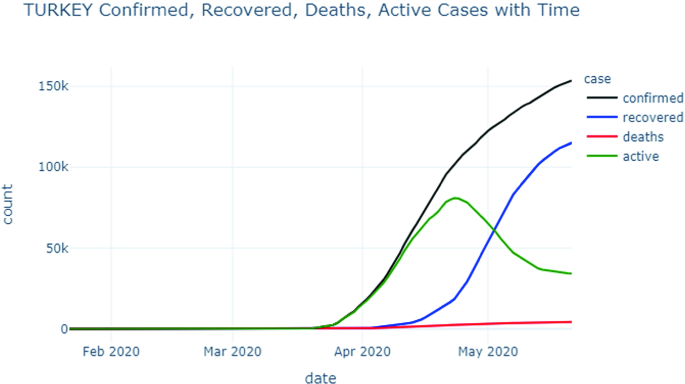 TURKEY Confirmed, Recovered, Deaths, Active Cases with Time
150k
100k
50k
0
count
Feb 2020
Mar 2020
Apr 2020
May 2020
date
case
confirmed
recovered
deaths
active